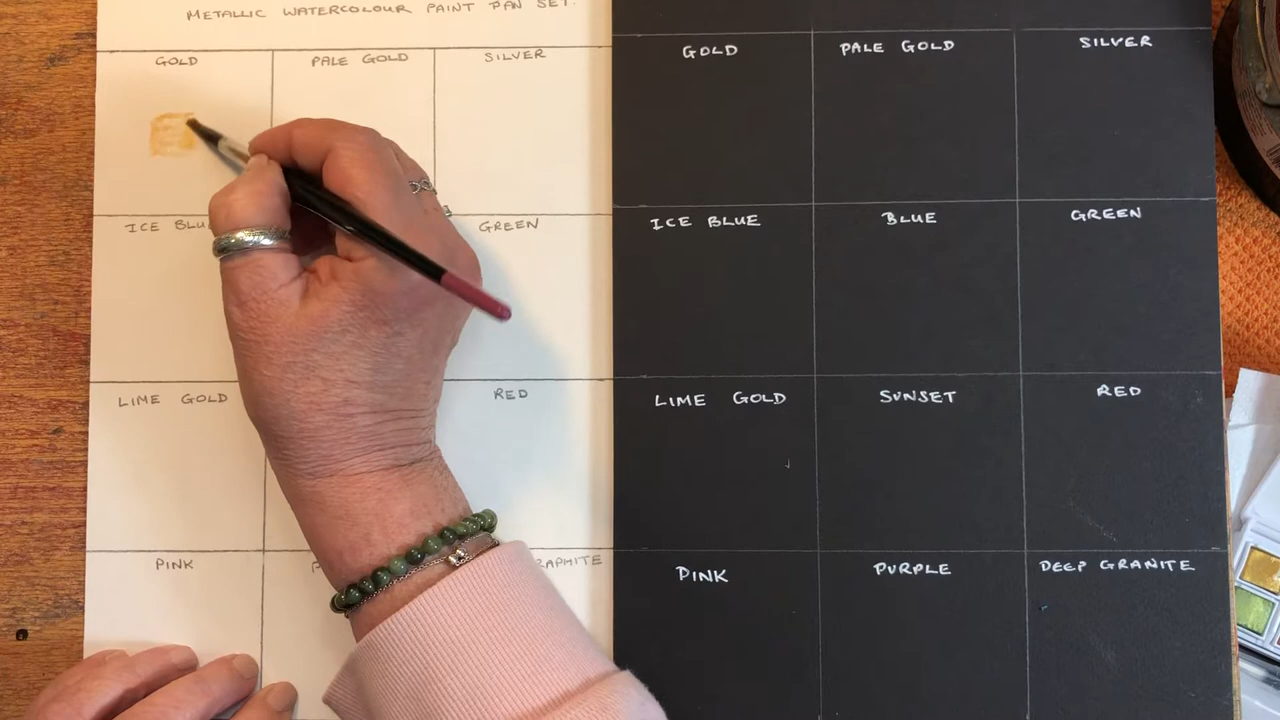 METALLIC WATERCOLOUR PAINT PAN SET.
GOLD PALE GOLD SILVER
GREEN
LIME GOLD RED
PINK
GOLD PALE GOLD SILVER
ICE BLUE BLUE GREEN
LIME GOLD SUNSET RED
PINK PURPLE DEEP GRANITE